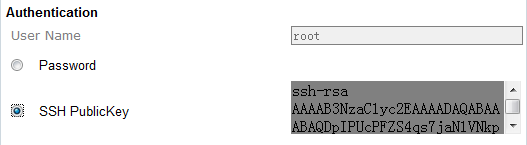 Authentication
User Name
root
Password
SSH PublicKey
ssh-rsa
AAAAB3NzaC1yc2EAAAADAQABAA
ABAQDpIPUcPFZS4qs7jaN1VNkp